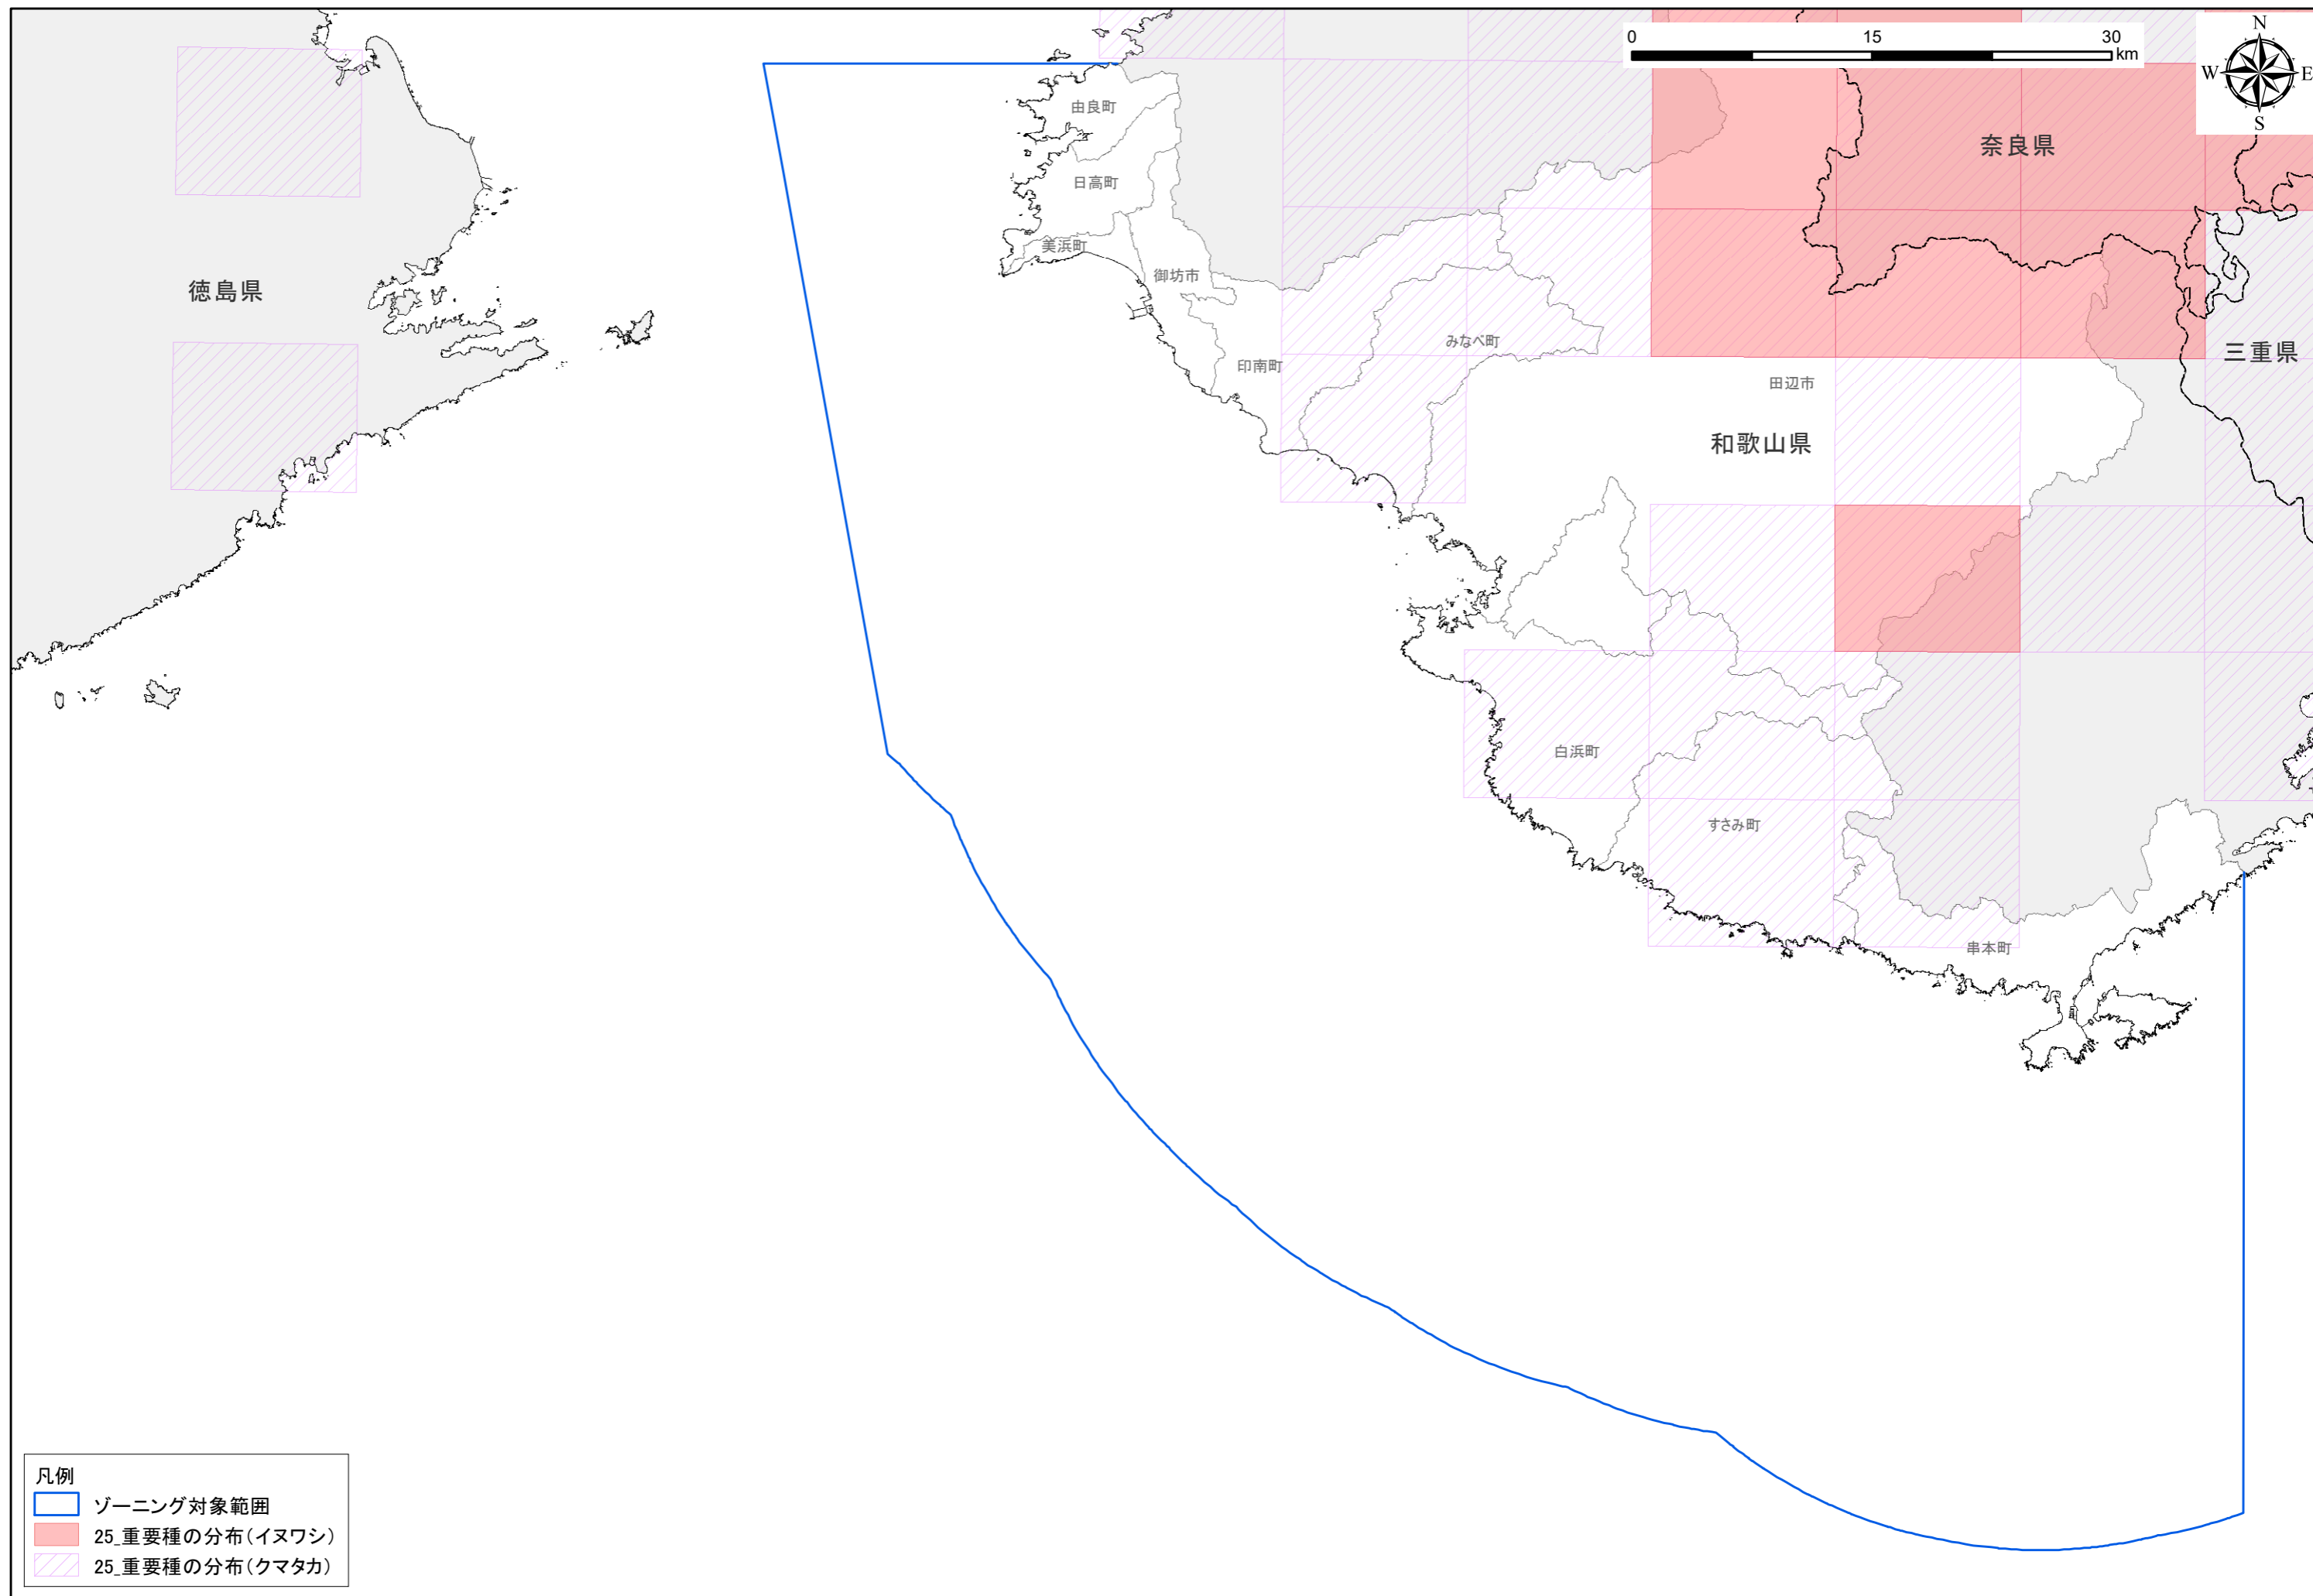 0 15 30
km
N
W E
S
由良町
奈良県
日高町
美浜町
御坊市
徳島県
みなべ町
三重県
印南町
田辺市
和歌山県
白浜町
すさみ町
串本町
凡例
ゾーニング対象範囲
25_重要種の分布(イヌワシ)
25_重要種の分布(クマタカ)